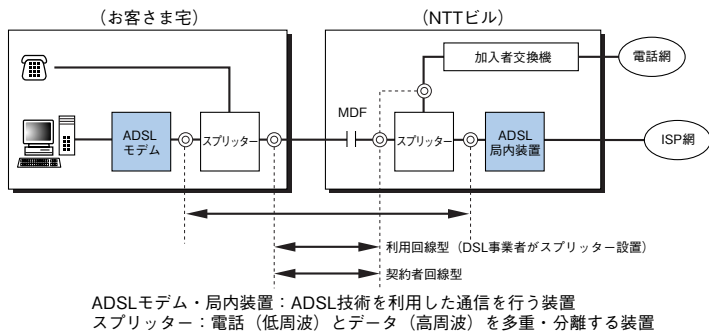 (お客さま宅)
(NTTビル)
加入者交換機
電話網
MDF
ADSL
モデム
スプリッター
スプリッター
ADSL
局内装置
ISP網
利用回線型(DSL事業者がスプリッター設置)
契約者回線型
ADSLモデム・局内装置:ADSL技術を利用した通信を行う装置
スプリッター:電話(低周波)とデータ(高周波)を多重・分離する装置